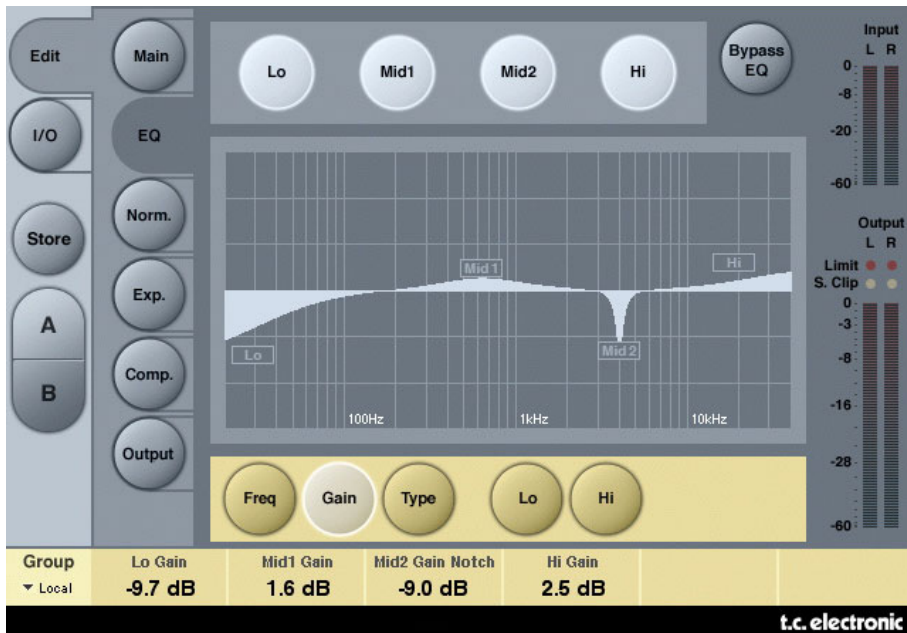 Edit
Main
Lo
Mid1
Mid2
Hi
Bypass
EQ
Input
L R
0
-8
-20
-60
I/O
EQ
Store
Norm.
Exp.
A
B
Comp.
Output
Mid 1
Hi
Lo
Mid 2
100Hz
1kHz
10kHz
Output
L R
Limit
S. Clip
0
-3
-8
-16
-28
-60
Freq
Gain
Type
Lo
Hi
Group
Local
Lo Gain
-9.7 dB
Mid1 Gain
1.6 dB
Mid2 Gain Notch
-9.0 dB
Hi Gain
2.5 dB
t.c. electronic